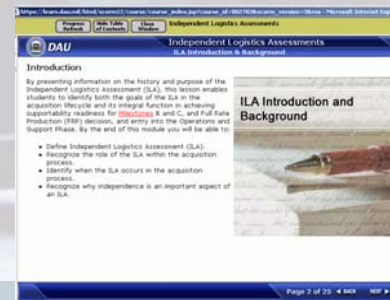 Progress Refresh
Hide Table of Contents
Close Window
Independent Logistics Assessments
DAU
Independent Logistics Assessments
ILA Introduction & Background
Introduction
By presenting information on the history and purpose of the
Independent Logistics Assessment (ILA), this lesson enables
students to identify both the goals of the ILA in the
acquisition lifecycle and its integral function in achieving
supportability readiness for Milestones B and C, and Full Rate
Production (FRP) decision, and entry into the Operations and
Support Phase. By the end of this module you will be able to:
• Define Independent Logistics Assessment (ILA).
• Recognize the role of the ILA within the acquisition
process.
• Identify when the ILA occurs in the acquisition
process.
• Recognize why independence is an important aspect of
an ILA.
ILA Introduction and
Background
Page 2 of 25 BACK NEXT